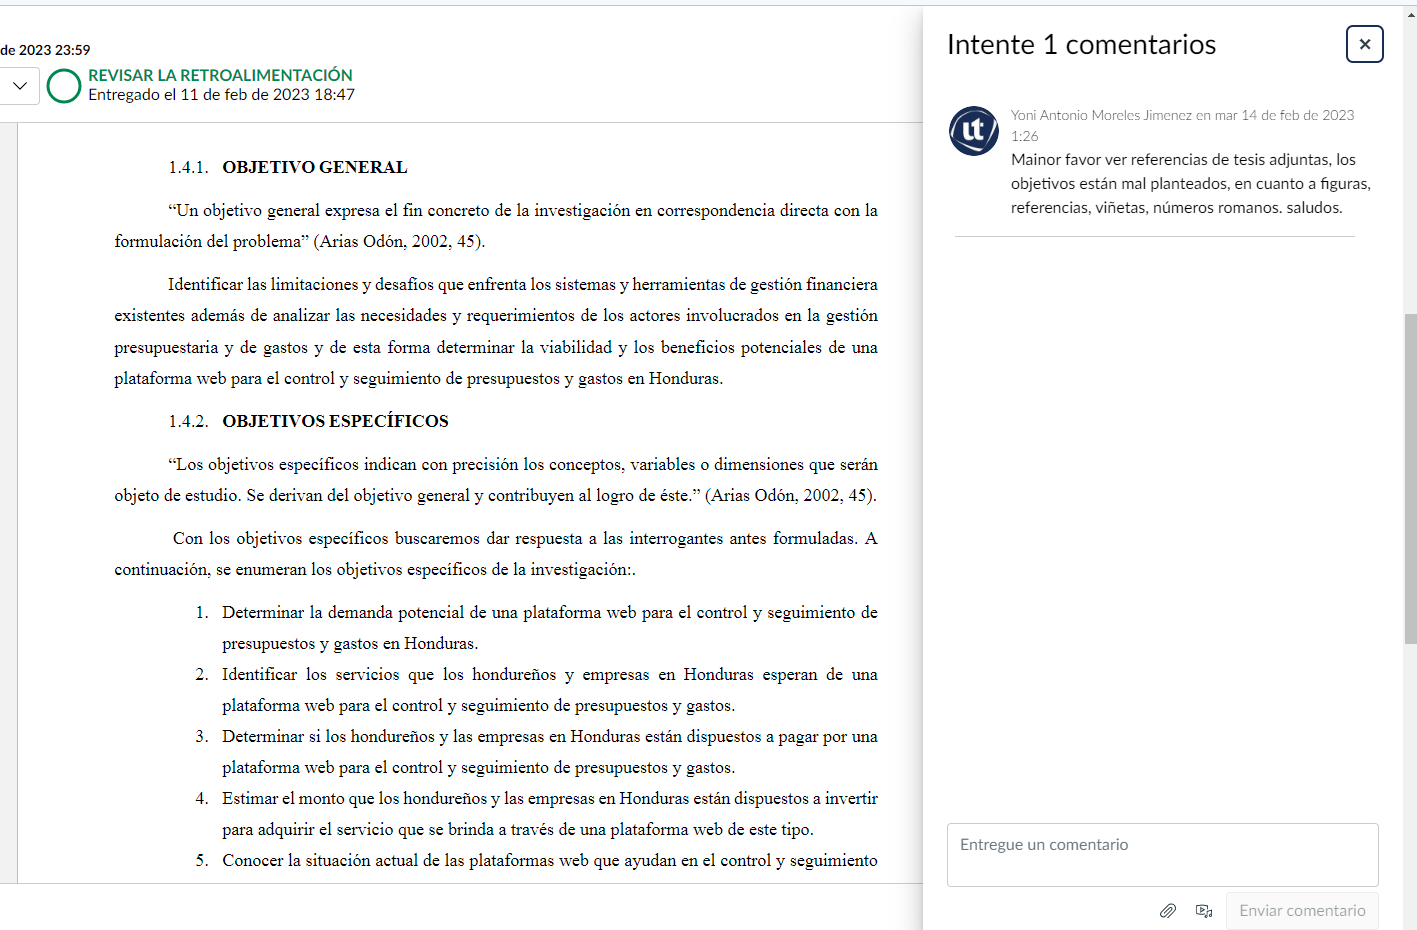 de 2023 23:59
REVISAR LA RETROALIMENTACIÓN
Entregado el 11 de feb de 2023 18:47
1.4.1. OBJETIVO GENERAL
“Un objetivo general expresa el fin concreto de la investigación en correspondencia directa con la
formulación del problema” (Arias Odón, 2002, 45).
Identificar las limitaciones y desafíos que enfrenta los sistemas y herramientas de gestión financiera
existentes además de analizar las necesidades y requerimientos de los actores involucrados en la gestión
presupuestaria y de gastos y de esta forma determinar la viabilidad y los beneficios potenciales de una
plataforma web para el control y seguimiento de presupuestos y gastos en Honduras.
1.4.2. OBJETIVOS ESPECÍFICOS
“Los objetivos específicos indican con precisión los conceptos, variables o dimensiones que serán
objeto de estudio. Se derivan del objetivo general y contribuyen al logro de éste.” (Arias Odón, 2002, 45).
Con los objetivos específicos buscaremos dar respuesta a las interrogantes antes formuladas. A
continuación, se enumeran los objetivos específicos de la investigación:.
1. Determinar la demanda potencial de una plataforma web para el control y seguimiento de
presupuestos y gastos en Honduras.
2. Identificar los servicios que los hondureños y empresas en Honduras esperan de una
plataforma web para el control y seguimiento de presupuestos y gastos.
3. Determinar si los hondureños y las empresas en Honduras están dispuestos a pagar por una
plataforma web para el control y seguimiento de presupuestos y gastos.
4. Estimar el monto que los hondureños y las empresas en Honduras están dispuestos a invertir
para adquirir el servicio que se brinda a través de una plataforma web de este tipo.
5. Conocer la situación actual de las plataformas web que ayudan en el control y seguimiento
Intente 1 comentarios
ut
Yoni Antonio Moreles Jimenez en mar 14 de feb de 2023
1:26
Mainor favor ver referencias de tesis adjuntas, los
objetivos están mal planteados, en cuanto a figuras,
referencias, viñetas, números romanos. saludos.
Entregue un comentario
Enviar comentario